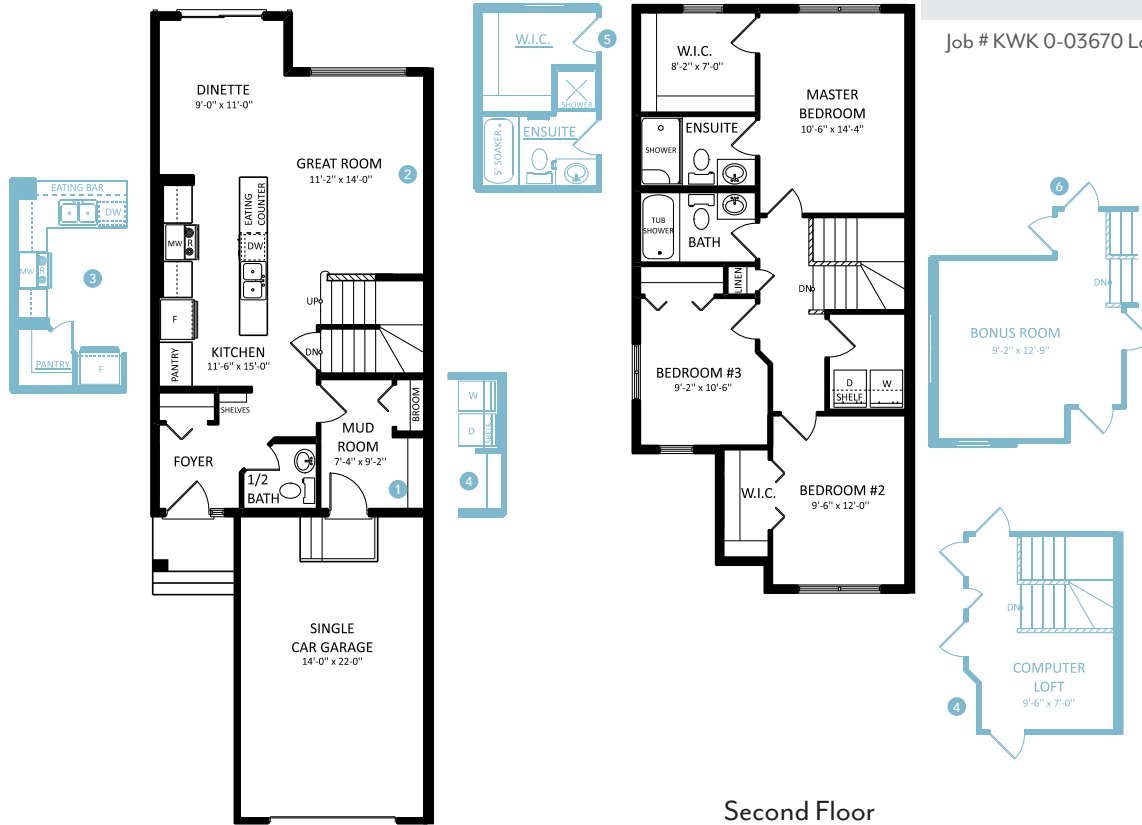 Job # KWK 0-03670 Lo
DINETTE
9'-0" x 11'-0"
GREAT ROOM
11'-2" x 14'-0"
2
EATING COUNTER
DW
MW
R
F
PANTRY
KITCHEN
11'-6" x 15'-0"
UP
DN
SHELVES
BROOM
MUD
ROOM
7'-4" x 9'-2"
1
FOYER
1/2
BATH
SINGLE
CAR GARAGE
14'-0" x 22'-0"
EATING BAR
DW
MW
R
3
PANTRY
F
W
D
SHELF
4
W.I.C.
5
SHOWER
ENSUITE
5' SOAKER
W.I.C.
8'-2" x 7'-0"
MASTER
BEDROOM
10'-6" x 14'-4"
ENSUITE
SHOWER
TUB
SHOWER
BATH
LINEN
DN
BEDROOM #3
9'-2" x 10'-6"
D
W
SHELF
W.I.C.
BEDROOM #2
9'-6" x 12'-0"
6
DN
BONUS ROOM
9'-2" x 12'-9"
DN
COMPUTER
LOFT
9'-6" x 7'-0"
4
Second Floor